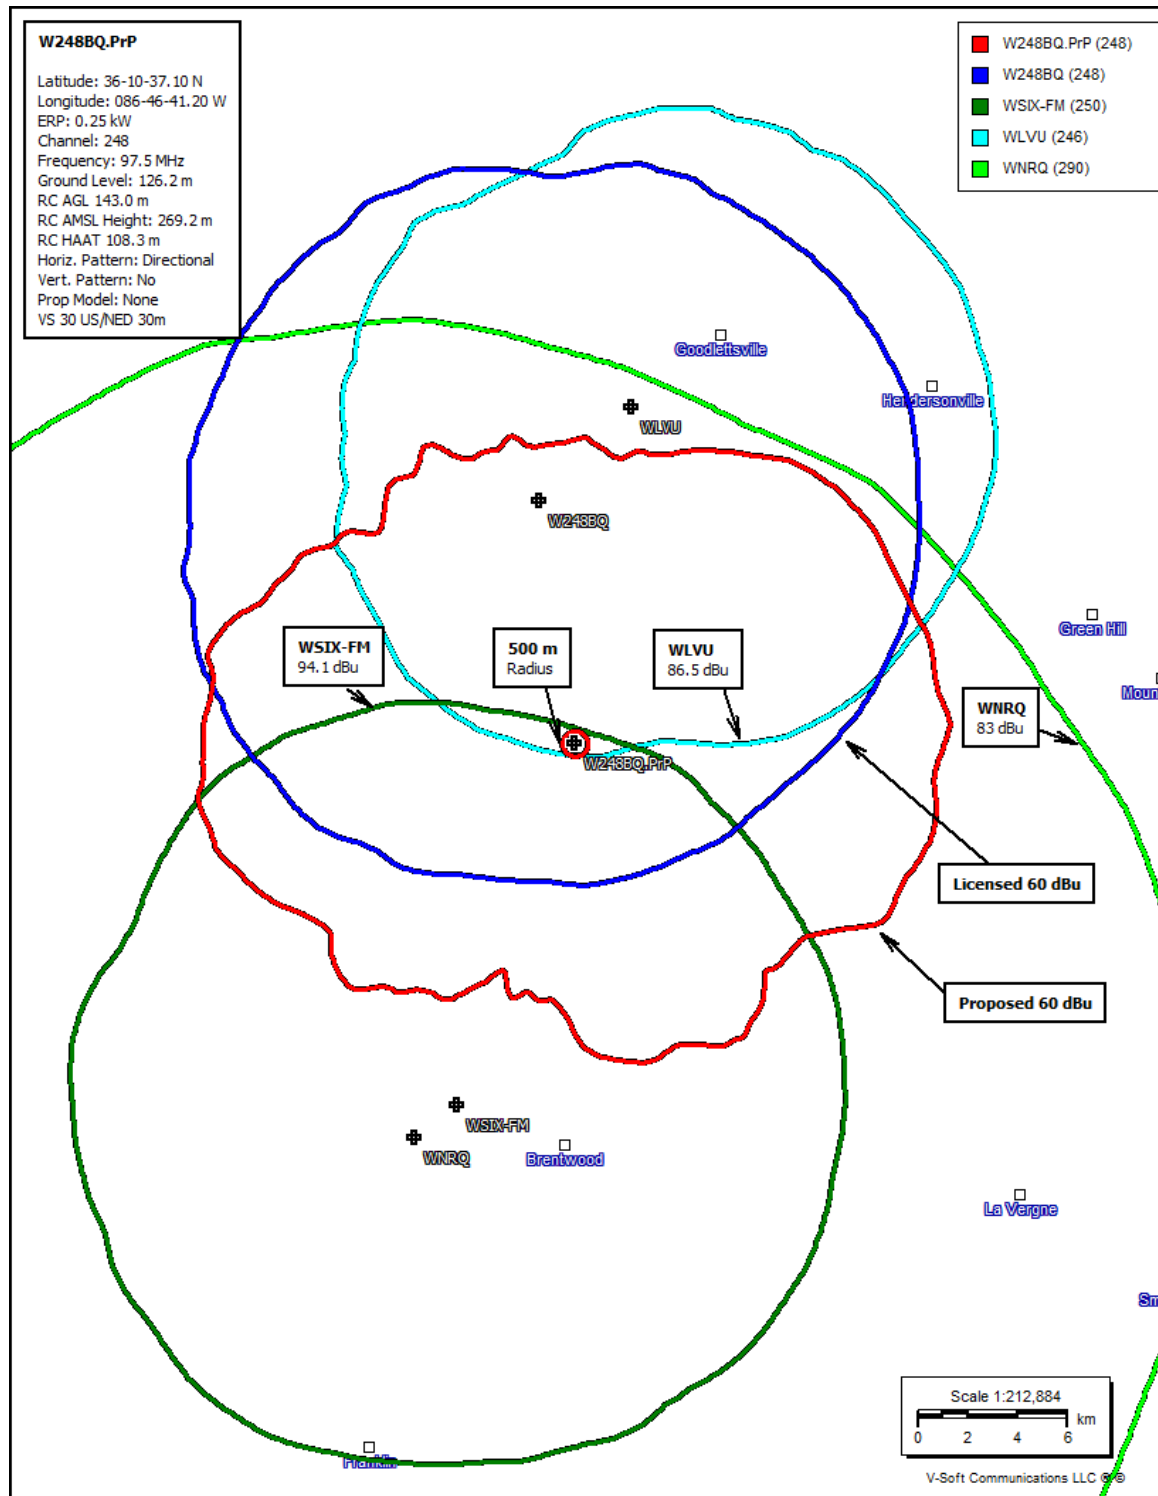 W248BQ.PrP
Latitude: 36-10-37.10 N
Longitude: 086-46-41.20 W
ERP: 0.25 kW
Channel: 248
Frequency: 97.5 MHz
Ground Level: 126.2 m
RC AGL 143.0 m
RC AMSL Height: 269.2 m
RC HAAT 108.3 m
Horiz. Pattern: Directional
Vert. Pattern: No
Prop Model: None
VS 30 US/NED 30m
W248BQ.PrP (248)
W248BQ (248)
WSIX-FM (250)
WLVU (246)
WNRQ (290)
Goodlettsville
Hendersonville
WLVU
W248BQ
Green Hill
WSIX-FM
94.1 dBu
500 m
Radius
WLVU
86.5 dBu
Moun
WNRQ
83 dBu
W248BQ.PrP
Licensed 60 dBu
Proposed 60 dBu
WSIX-FM
WNRQ
Brentwood
La Vergne
Sm
Franklin
Scale 1:212,884
km
0 2 4 6
V-Soft Communications LLC ® ©